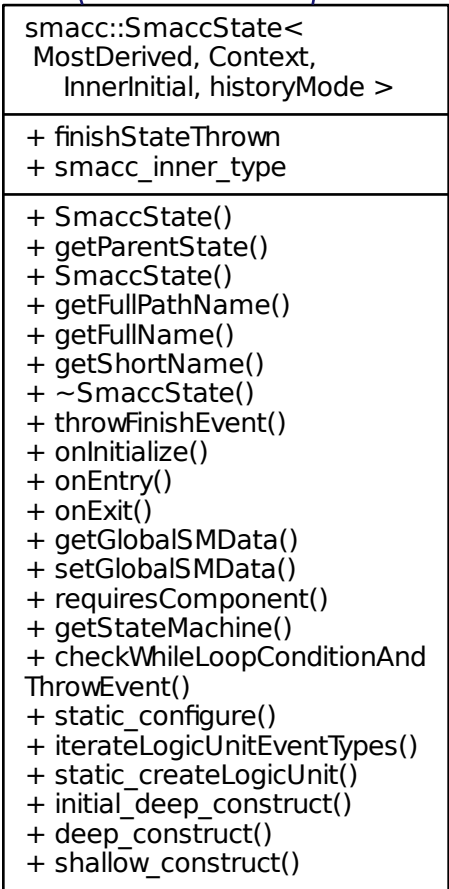 smacc::SmaccState<
MostDerived, Context,
InnerInitial, historyMode >
+ finishStateThrown
+ smacc_inner_type
+ SmaccState()
+ getParentState()
+ SmaccState()
+ getFullPathName()
+ getFullName()
+ getShortName()
+ ~SmaccState()
+ throwFinishEvent()
+ onInitialize()
+ onEntry()
+ onExit()
+ getGlobalSMData()
+ setGlobalSMData()
+ requiresComponent()
+ getStateMachine()
+ checkWhileLoopConditionAnd
ThrowEvent()
+ static_configure()
+ iterateLogicUnitEventTypes()
+ static_createLogicUnit()
+ initial_deep_construct()
+ deep_construct()
+ shallow_construct()